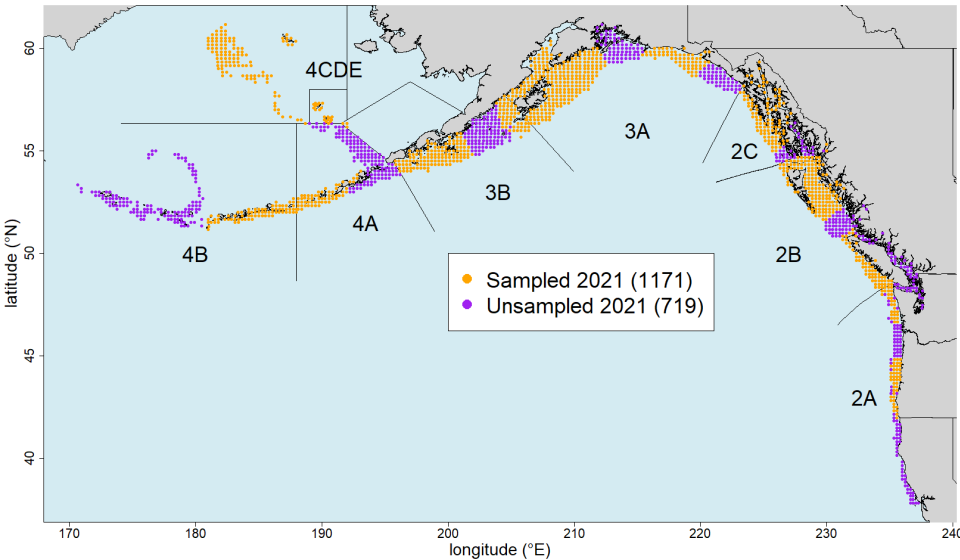 60
55
50
45
40
latitude (°N)
4CDE
3A
2C
3B
4A
4B
2B
Sampled 2021 (1171)
Unsampled 2021 (719)
2A
170
180
190
200
210
220
230
240
longitude (°E)